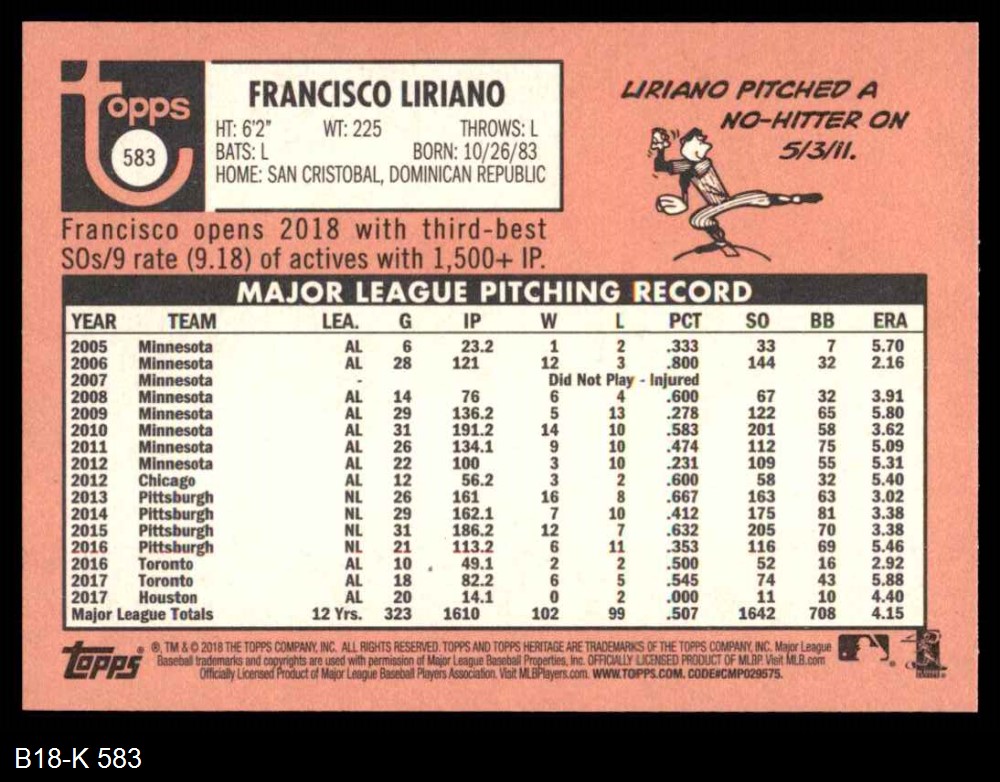 Topps
583
FRANCISCO LIRIANO
HT: 6'2" WT: 225 THROWS: L
BATS: L BORN: 10/26/83
HOME: SAN CRISTOBAL, DOMINICAN REPUBLIC
LIRIANO PITCHED A
NO-HITTER ON
5/3/11.
Francisco opens 2018 with third-best
SOs/9 rate (9.18) of actives with 1,500+ IP.
MAJOR LEAGUE PITCHING RECORD
YEAR TEAM LEA. G IP W L PCT SO BB ERA
2005 Minnesota AL 6 23.2 1 2 .333 33 7 5.70
2006 Minnesota AL 28 121 12 3 .800 144 32 2.16
2007 Minnesota - Did Not Play - Injured
2008 Minnesota AL 14 76 6 4 .600 67 32 3.91
2009 Minnesota AL 29 136.2 5 13 .278 122 65 5.80
2010 Minnesota AL 31 191.2 14 10 .583 201 58 3.62
2011 Minnesota AL 26 134.1 9 10 .474 112 75 5.09
2012 Minnesota AL 22 100 3 10 .231 109 55 5.31
2012 Chicago AL 12 56.2 3 2 .600 58 32 5.40
2013 Pittsburgh NL 26 161 16 8 .667 163 63 3.02
2014 Pittsburgh NL 29 162.1 7 10 .412 175 81 3.38
2015 Pittsburgh NL 31 186.2 12 7 .632 205 70 3.38
2016 Pittsburgh NL 21 113.2 6 11 .353 116 69 5.46
2016 Toronto AL 10 49.1 2 2 .500 52 16 2.92
2017 Toronto AL 18 82.2 6 5 .545 74 43 5.88
2017 Houston AL 20 14.1 0 2 .000 11 10 4.40
Major League Totals 12 Yrs. 323 1610 102 99 .507 1642 708 4.15
Topps ® ®, TM & © 2018 THE TOPPS COMPANY, INC. ALL RIGHTS RESERVED. TOPPS AND TOPPS HERITAGE ARE TRADEMARKS OF THE TOPPS COMPANY, INC. Major League
Baseball trademarks and copyrights are used with permission of Major League Baseball Properties, Inc. OFFICIALLY LICENSED PRODUCT OF MLBP. Visit MLB.com
Officially Licensed Product of Major League Baseball Players Association. Visit MLBPlayers.com. WWW.TOPPS.COM. CODE#CMP029575.
B18-K 583